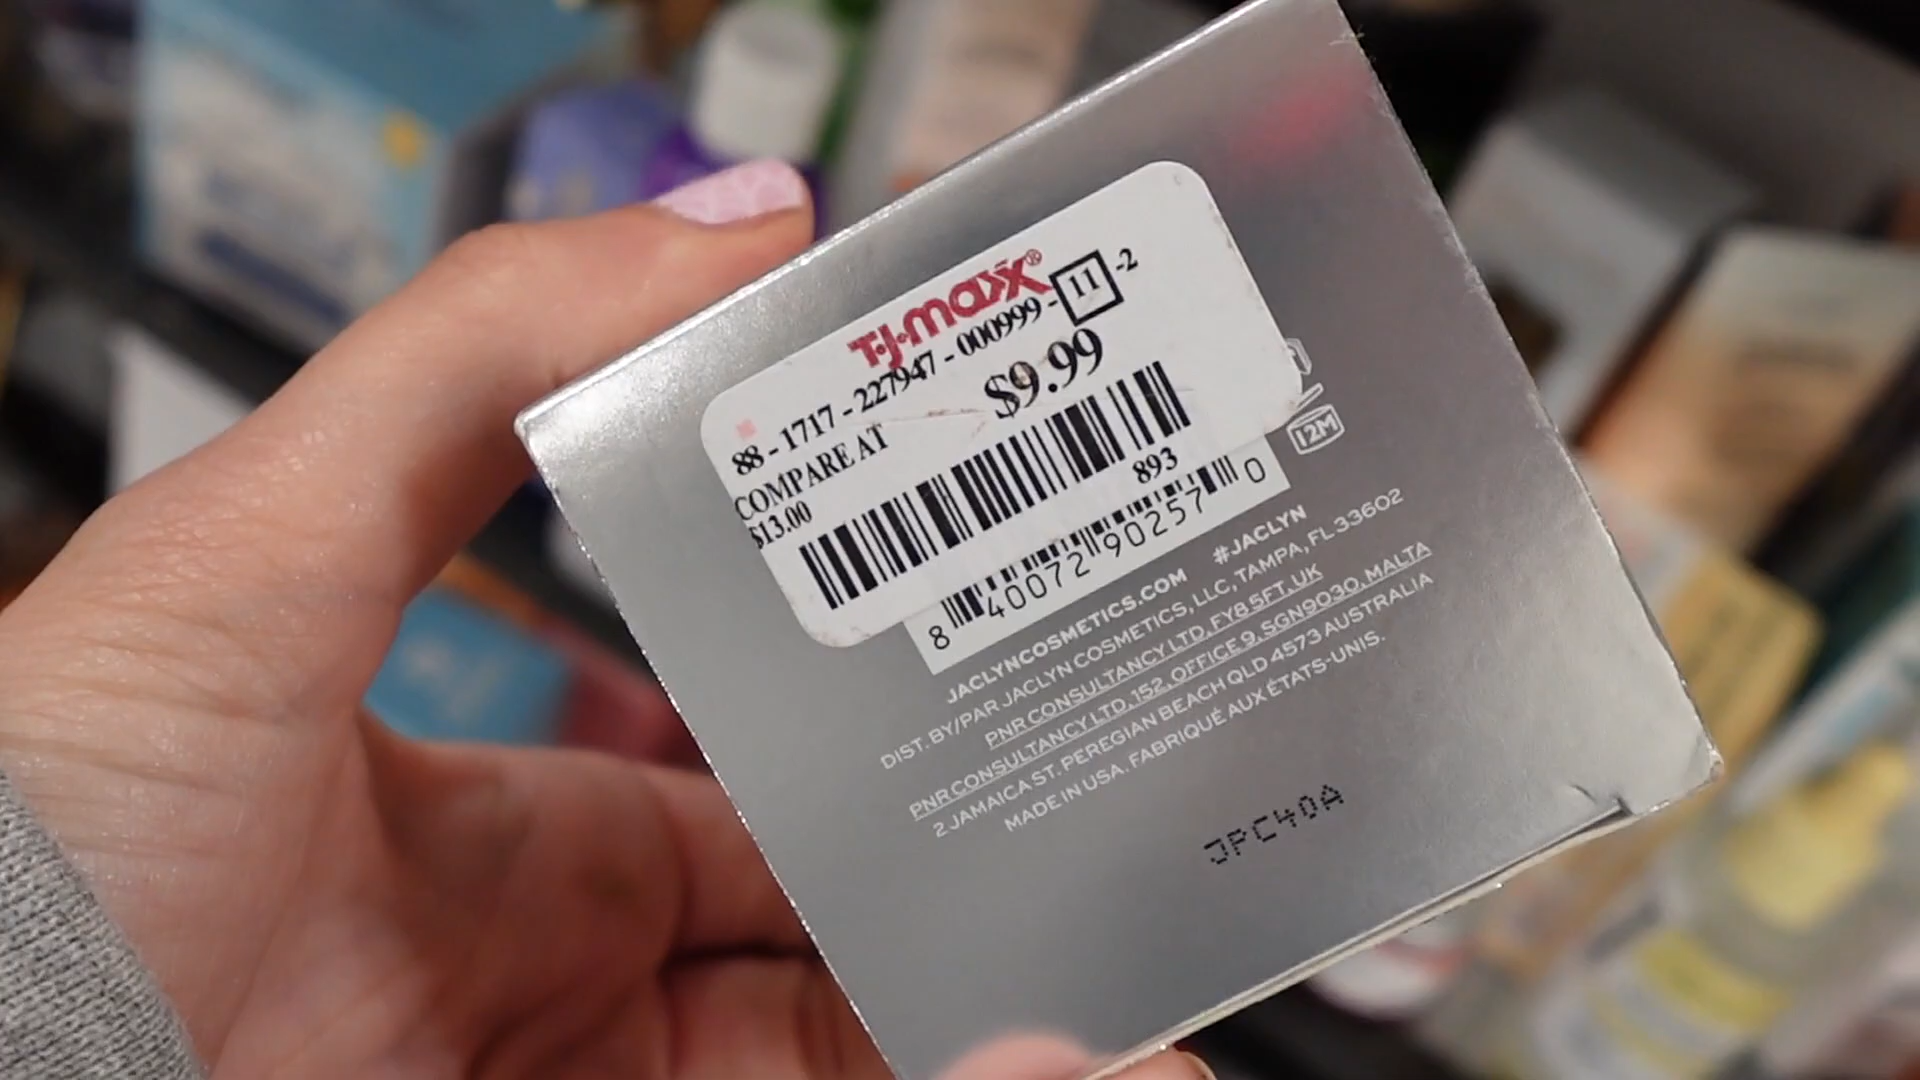 T.J.maxx®
88-1717-227947-000999-11-2
COMPARE AT
$13.00
$9.99
893
8 40072 90257 0
12M
JACLYNCOSMETICS.COM #JACLYN
DIST. BY/PAR JACLYN COSMETICS, LLC, TAMPA, FL 33602
PNR CONSULTANCY LTD, FY8 5FT, UK
PNR CONSULTANCY LTD, 152, OFFICE 9, SGN9030, MALTA
2 JAMAICA ST. PEREGIAN BEACH QLD 4573 AUSTRALIA
MADE IN USA. FABRIQUÉ AUX ÉTATS-UNIS.
JPC40A